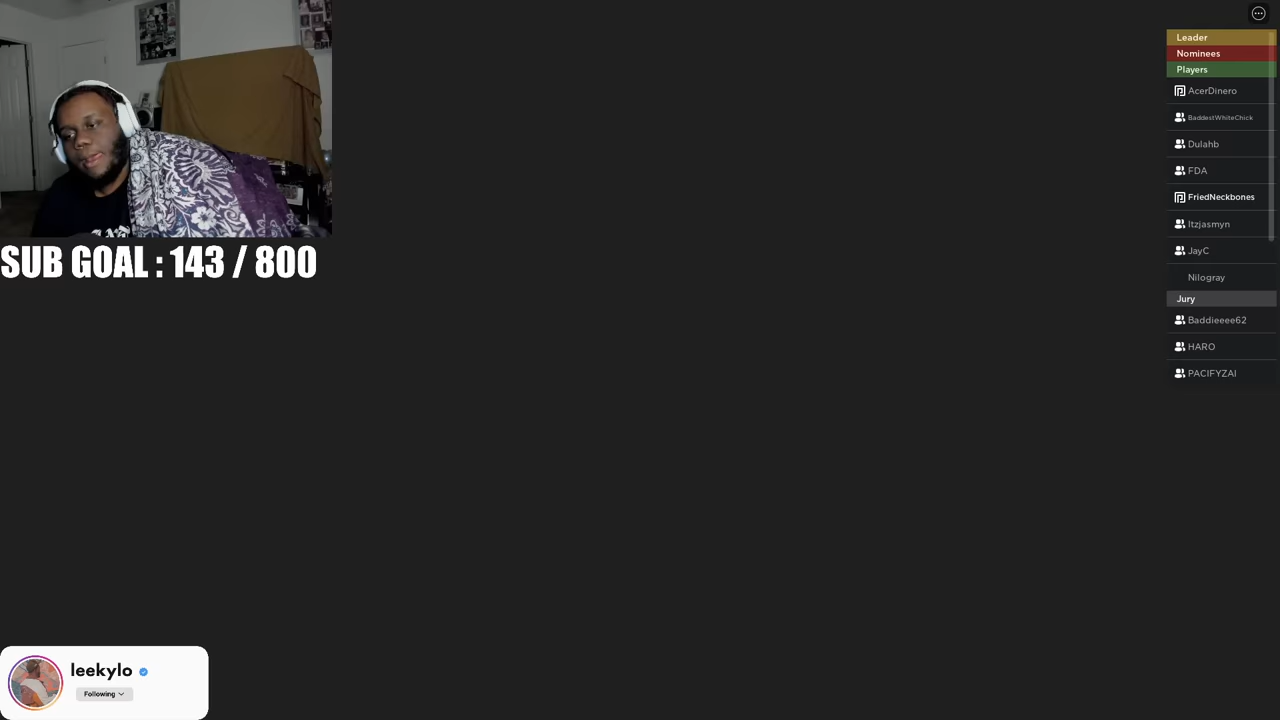 SUB GOAL : 143 / 800
Leader
Nominees
Players
AcerDinero
BaddestWhiteChick
Dulahb
FDA
FriedNeckbones
Itzjasmyn
JayC
Nilogray
Jury
Baddieeee62
HARO
PACIFYZAI
leekylo
Following